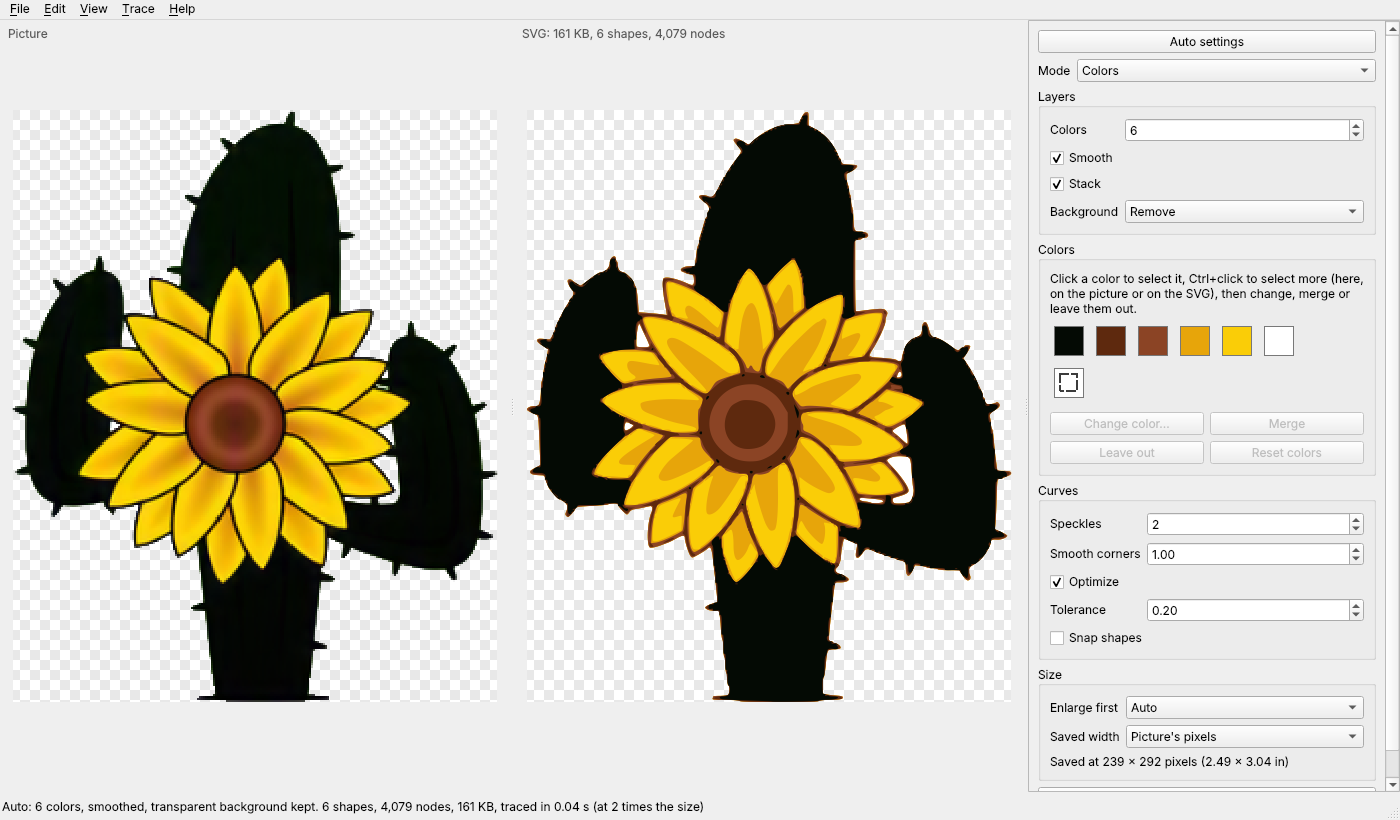 File Edit View Trace Help
Picture
SVG: 161 KB, 6 shapes, 4,079 nodes
Auto settings
Mode Colors
Layers
Colors 6
Smooth
Stack
Background Remove
Colors
Click a color to select it, Ctrl+click to select more (here,
on the picture or on the SVG), then change, merge or
leave them out.
Change color... Merge
Leave out Reset colors
Curves
Speckles 2
Smooth corners 1.00
Optimize
Tolerance 0.20
Snap shapes
Size
Enlarge first Auto
Saved width Picture's pixels
Saved at 239 × 292 pixels (2.49 × 3.04 in)
Auto: 6 colors, smoothed, transparent background kept. 6 shapes, 4,079 nodes, 161 KB, traced in 0.04 s (at 2 times the size)